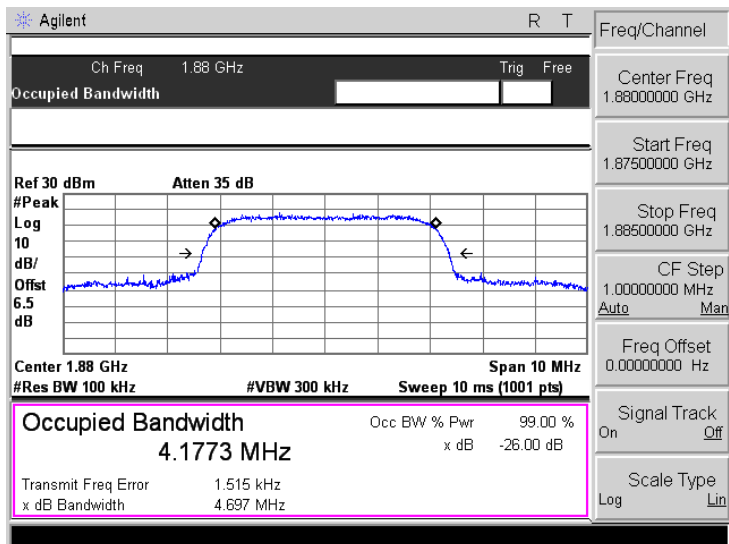 Agilent R T
Ch Freq 1.88 GHz Trig Free
Occupied Bandwidth
Ref 30 dBm Atten 35 dB
#Peak
Log
10
dB/
Offst
6.5
dB
Center 1.88 GHz Span 10 MHz
#Res BW 100 kHz #VBW 300 kHz Sweep 10 ms (1001 pts)
Occupied Bandwidth Occ BW % Pwr 99.00 %
4.1773 MHz x dB -26.00 dB
Transmit Freq Error 1.515 kHz
x dB Bandwidth 4.697 MHz
Freq/Channel
Center Freq
1.88000000 GHz
Start Freq
1.87500000 GHz
Stop Freq
1.88500000 GHz
CF Step
1.00000000 MHz
Auto Man
Freq Offset
0.00000000 Hz
Signal Track
On Off
Scale Type
Log Lin